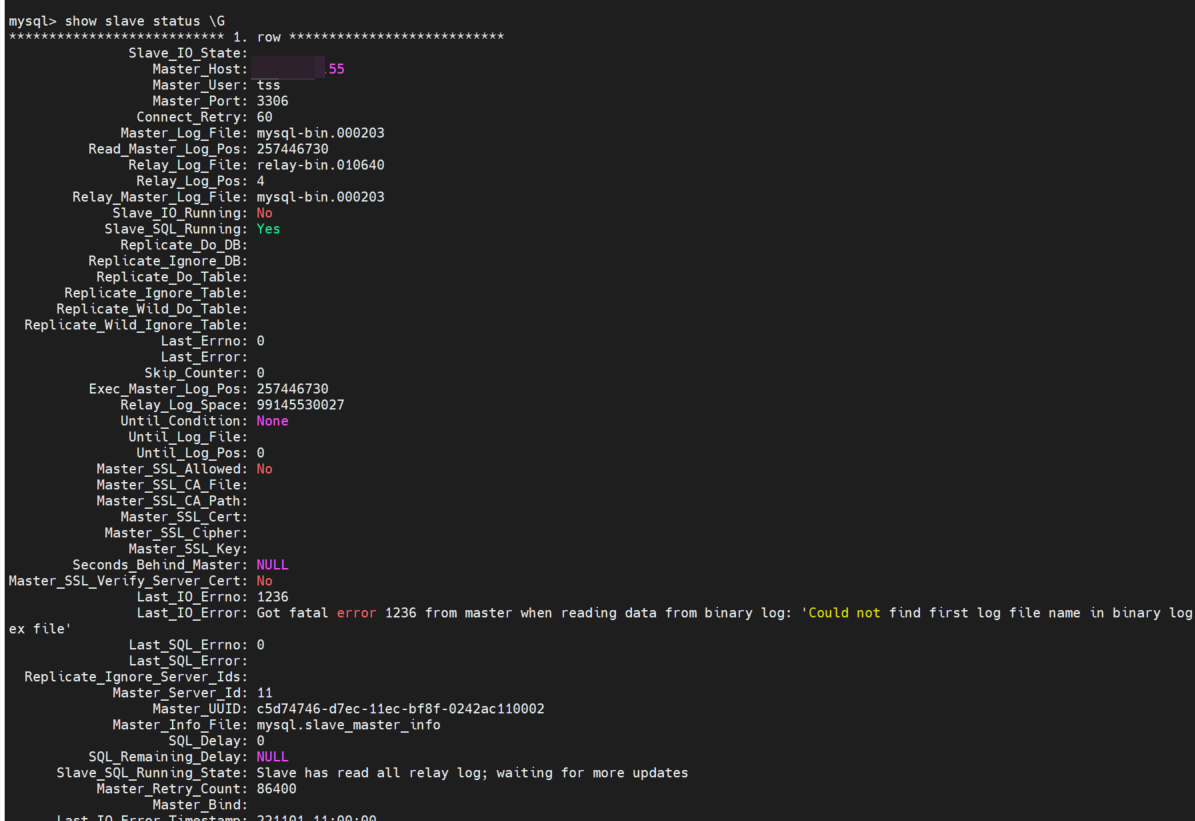 mysql> show slave status \G
*************************** 1. row ***************************
Slave_IO_State:
Master_Host: .55
Master_User: tss
Master_Port: 3306
Connect_Retry: 60
Master_Log_File: mysql-bin.000203
Read_Master_Log_Pos: 257446730
Relay_Log_File: relay-bin.010640
Relay_Log_Pos: 4
Relay_Master_Log_File: mysql-bin.000203
Slave_IO_Running: No
Slave_SQL_Running: Yes
Replicate_Do_DB:
Replicate_Ignore_DB:
Replicate_Do_Table:
Replicate_Ignore_Table:
Replicate_Wild_Do_Table:
Replicate_Wild_Ignore_Table:
Last_Errno: 0
Last_Error:
Skip_Counter: 0
Exec_Master_Log_Pos: 257446730
Relay_Log_Space: 99145530027
Until_Condition: None
Until_Log_File:
Until_Log_Pos: 0
Master_SSL_Allowed: No
Master_SSL_CA_File:
Master_SSL_CA_Path:
Master_SSL_Cert:
Master_SSL_Cipher:
Master_SSL_Key:
Seconds_Behind_Master: NULL
Master_SSL_Verify_Server_Cert: No
Last_IO_Errno: 1236
Last_IO_Error: Got fatal error 1236 from master when reading data from binary log: 'Could not find first log file name in binary log
ex file'
Last_SQL_Errno: 0
Last_SQL_Error:
Replicate_Ignore_Server_Ids:
Master_Server_Id: 11
Master_UUID: c5d74746-d7ec-11ec-bf8f-0242ac110002
Master_Info_File: mysql.slave_master_info
SQL_Delay: 0
SQL_Remaining_Delay: NULL
Slave_SQL_Running_State: Slave has read all relay log; waiting for more updates
Master_Retry_Count: 86400
Master_Bind:
Last_IO_Error_Timestamp: 221101 11:00:00